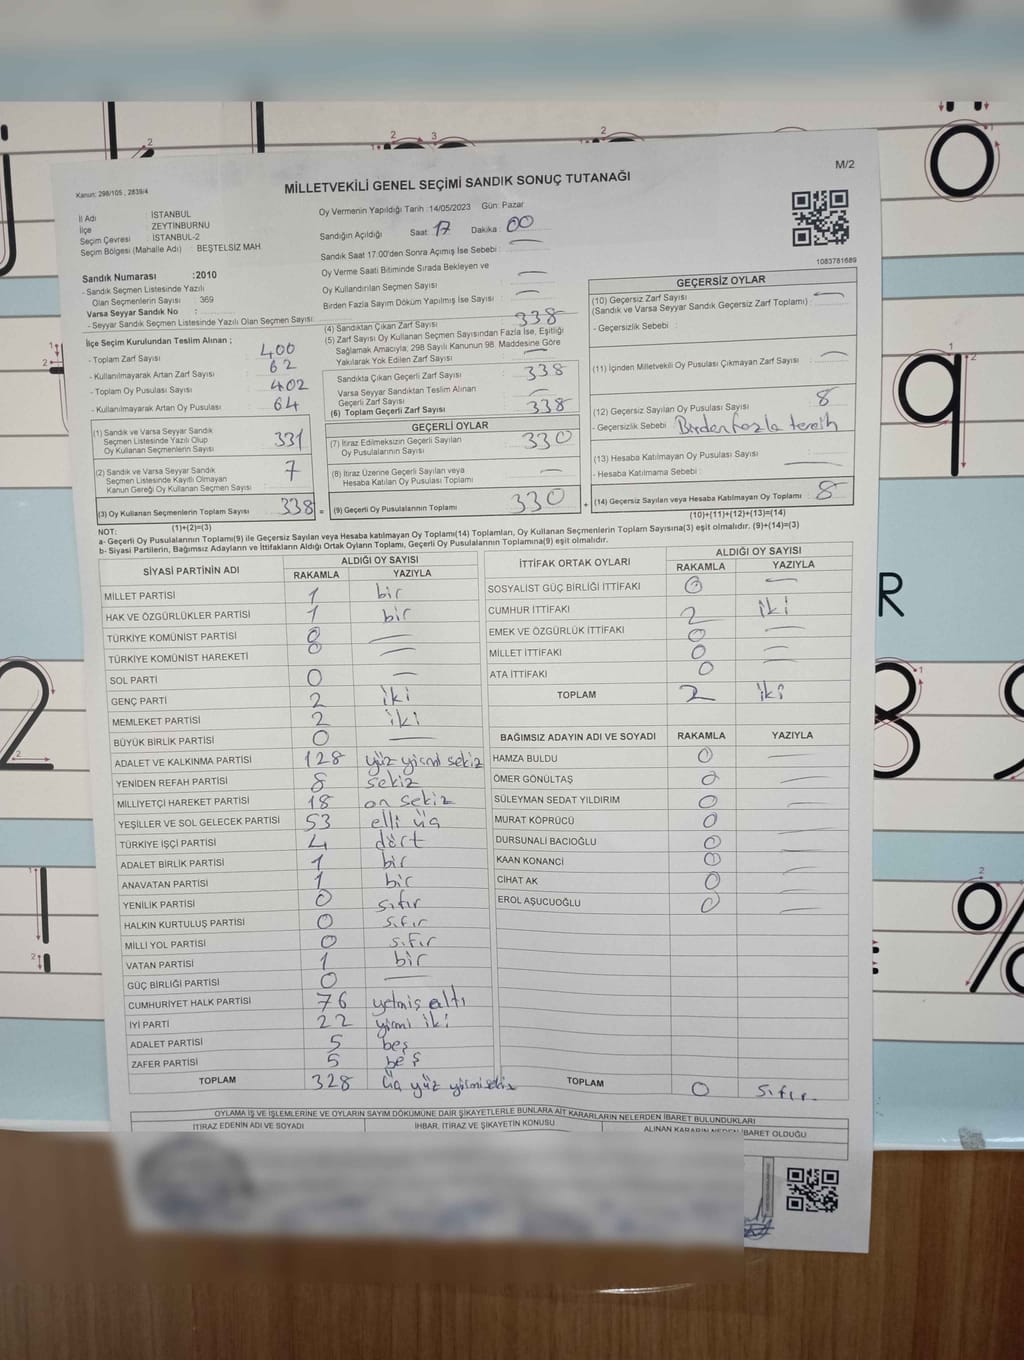 M/2
Kanun: 298/105 , 2839/4
MİLLETVEKİLİ GENEL SEÇİMİ SANDIK SONUÇ TUTANAĞI
İl Adı : İSTANBUL
İlçe : ZEYTİNBURNU
Seçim Çevresi : İSTANBUL-2
Seçim Bölgesi (Mahalle Adı) : BEŞTELSİZ MAH.
Oy Vermenin Yapıldığı Tarih :14/05/2023 Gün: Pazar
Sandığın Açıldığı Saat: 17 Dakika: 00
Sandık Saat 17:00'den Sonra Açımış İse Sebebi : —
Oy Verme Saati Bitiminde Sırada Bekleyen ve
Oy Kullandırılan Seçmen Sayısı : —
Birden Fazla Sayım Döküm Yapılmış İse Sayısı : —
1083781689
Sandık Numarası :2010
- Sandık Seçmen Listesinde Yazılı
Olan Seçmenlerin Sayısı : 369
Varsa Seyyar Sandık No :
- Seyyar Sandık Seçmen Listesinde Yazılı Olan Seçmen Sayısı:
İlçe Seçim Kurulundan Teslim Alınan ;
- Toplam Zarf Sayısı : 400
- Kullanılmayarak Artan Zarf Sayısı : 62
- Toplam Oy Pusulası Sayısı : 402
- Kullanılmayarak Artan Oy Pusulası : 64
(1) Sandık ve Varsa Seyyar Sandık
Seçmen Listesinde Yazılı Olup
Oy Kullanan Seçmenlerin Sayısı : 331
(2) Sandık ve Varsa Seyyar Sandık
Seçmen Listesinde Kayıtlı Olmayan
Kanun Gereği Oy Kullanan Seçmen Sayısı : 7
(3) Oy Kullanan Seçmenlerin Toplam Sayısı : 338 =
(1)+(2)=(3)
(4) Sandıktan Çıkan Zarf Sayısı : 338
(5) Zarf Sayısı Oy Kullanan Seçmen Sayısından Fazla İse, Eşitliği
Sağlamak Amacıyla; 298 Sayılı Kanunun 98. Maddesine Göre
Yakılarak Yok Edilen Zarf Sayısı : —
Sandıkta Çıkan Geçerli Zarf Sayısı : 338
Varsa Seyyar Sandıktan Teslim Alınan
Geçerli Zarf Sayısı : —
(6) Toplam Geçerli Zarf Sayısı : 338
GEÇERLİ OYLAR
(7) İtiraz Edilmeksizin Geçerli Sayılan
Oy Pusulalarının Sayısı : 330
(8) İtiraz Üzerine Geçerli Sayılan veya
Hesaba Katılan Oy Pusulası Toplamı : —
(9) Geçerli Oy Pusulalarının Toplamı : 330 +
GEÇERSİZ OYLAR
(10) Geçersiz Zarf Sayısı —
(Sandık ve Varsa Seyyar Sandık Geçersiz Zarf Toplamı) :
- Geçersizlik Sebebi :
(11) İçinden Milletvekili Oy Pusulası Çıkmayan Zarf Sayısı : —
(12) Geçersiz Sayılan Oy Pusulası Sayısı : 8
- Geçersizlik Sebebi : Birden fazla tercih
(13) Hesaba Katılmayan Oy Pusulası Sayısı : —
- Hesaba Katılmama Sebebi :
(14) Geçersiz Sayılan veya Hesaba Katılmayan Oy Toplamı : 8
(10)+(11)+(12)+(13)=(14)
NOT:
a- Geçerli Oy Pusulalarının Toplamı(9) ile Geçersiz Sayılan veya Hesaba katılmayan Oy Toplamı(14) Toplamları, Oy Kullanan Seçmenlerin Toplam Sayısına(3) eşit olmalıdır. (9)+(14)=(3)
b- Siyasi Partilerin, Bağımsız Adayların ve İttifakların Aldığı Ortak Oyların Toplamı, Geçerli Oy Pusulalarının Toplamına(9) eşit olmalıdır.
SİYASİ PARTİNİN ADI ALDIĞI OY SAYISI
RAKAMLA YAZIYLA
MİLLET PARTİSİ 1 bir
HAK VE ÖZGÜRLÜKLER PARTİSİ 1 bir
TÜRKİYE KOMÜNİST PARTİSİ 0 —
TÜRKİYE KOMÜNİST HAREKETİ 0 —
SOL PARTİ 0 —
GENÇ PARTİ 2 iki
MEMLEKET PARTİSİ 2 iki
BÜYÜK BİRLİK PARTİSİ 0 —
ADALET VE KALKINMA PARTİSİ 128 yüz yirmi sekiz
YENİDEN REFAH PARTİSİ 8 sekiz
MİLLİYETÇİ HAREKET PARTİSİ 18 on sekiz
YEŞİLLER VE SOL GELECEK PARTİSİ 53 elli üç
TÜRKİYE İŞÇİ PARTİSİ 4 dört
ADALET BİRLİK PARTİSİ 1 bir
ANAVATAN PARTİSİ 1 bir
YENİLİK PARTİSİ 0 sıfır
HALKIN KURTULUŞ PARTİSİ 0 sıfır
MİLLİ YOL PARTİSİ 0 sıfır
VATAN PARTİSİ 1 bir
GÜÇ BİRLİĞİ PARTİSİ 0 —
CUMHURİYET HALK PARTİSİ 76 yetmiş altı
İYİ PARTİ 22 yirmi iki
ADALET PARTİSİ 5 beş
ZAFER PARTİSİ 5 beş
TOPLAM 328 üç yüz yirmi sekiz
İTTİFAK ORTAK OYLARI ALDIĞI OY SAYISI
RAKAMLA YAZIYLA
SOSYALİST GÜÇ BİRLİĞİ İTTİFAKI 0 —
CUMHUR İTTİFAKI 2 iki
EMEK VE ÖZGÜRLÜK İTTİFAKI 0 —
MİLLET İTTİFAKI 0 —
ATA İTTİFAKI 0 —
TOPLAM 2 iki
BAĞIMSIZ ADAYIN ADI VE SOYADI RAKAMLA YAZIYLA
HAMZA BULDU 0 —
ÖMER GÖNÜLTAŞ 0 —
SÜLEYMAN SEDAT YILDIRIM 0 —
MURAT KÖPRÜCÜ 0 —
DURSUNALİ BACIOĞLU 0 —
KAAN KONANCİ 0 —
CİHAT AK 0 —
EROL AŞUCUOĞLU 0 —
TOPLAM 0 sıfır
OYLAMA İŞ VE İŞLEMLERİNE VE OYLARIN SAYIM DÖKÜMÜNE DAİR ŞİKAYETLERLE BUNLARA AİT KARARLARIN NELERDEN İBARET BULUNDUKLARI
İTİRAZ EDENİN ADI VE SOYADI İHBAR, İTİRAZ VE ŞİKAYETİN KONUSU ALINAN KARARIN NEDEN İBARET OLDUĞU